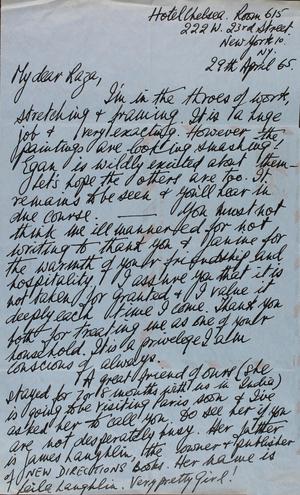 Hotel Chelsea. Room 615
222 W. 23rd Street.
New York 10.
NY.
29th April 65.
My dear Raza,
I'm in the throes of work,
stretching & framing. It is a huge
job & very exacting. However the
paintings are looking smashing!
Egan is wildly excited about them—
Let's hope the others are too. It
remains to be seen & you'll hear in
due course. —— You must not
think me ill mannered for not
writing to thank you & Janine for
the warmth of your friendship and
hospitality. I assure you that it is
not taken for granted & I value it
deeply each time I come. Thank you
both for treating me as one of your
household. It is a privelege I am
conscious of always.
A great friend of ours (she
stayed for 7 or 8 months with us in India)
is going to be visiting Paris soon & I've
asked her to call you. Do see her if you
are not desperately busy. Her father
is James Laughlin, the owner & publisher
of NEW DIRECTIONS Books. Her name is
Leila Laughlin. Very pretty Girl!